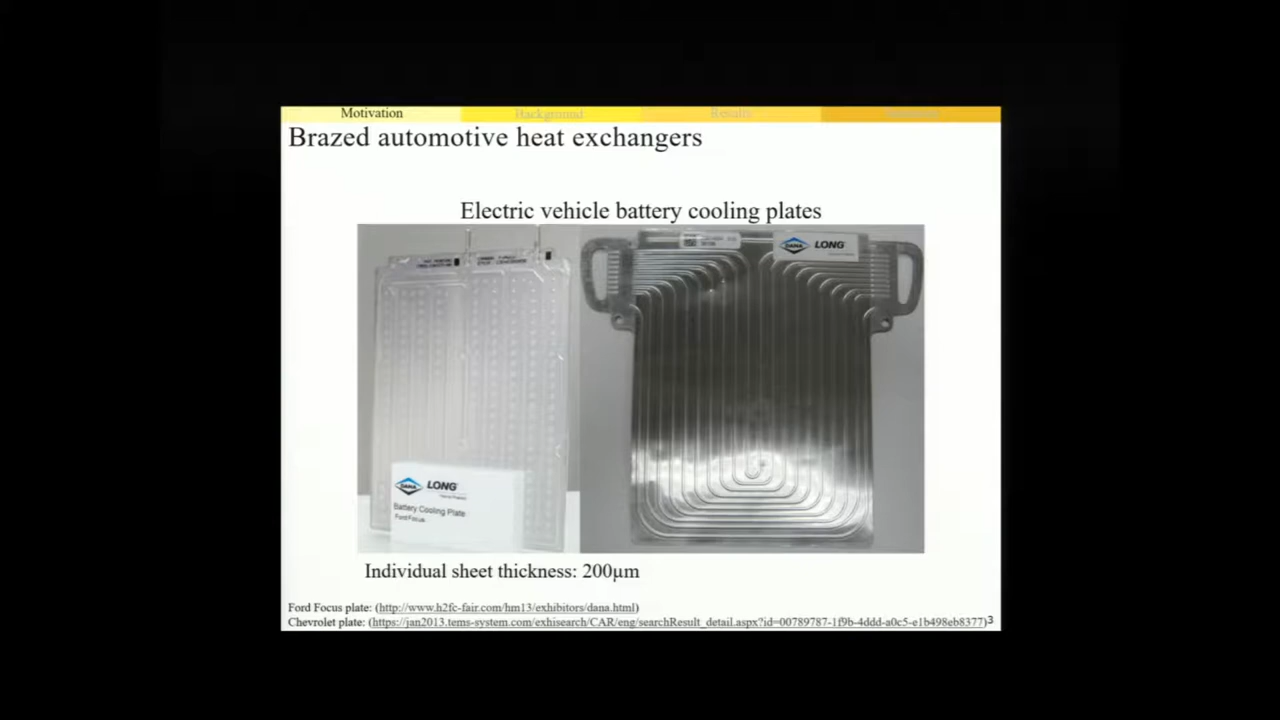 Motivation
Background
Results
Brazed automotive heat exchangers
Electric vehicle battery cooling plates
DANA LONG
DANA LONG
Battery Cooling Plate
Ford Focus
Individual sheet thickness: 200μm
Ford Focus plate: (http://www.h2fc-fair.com/hm13/exhibitors/dana.html)
Chevrolet plate: (https://jan2013.tems-system.com/exhisearch/CAR/eng/searchResult_detail.aspx?id=00789787-1f9b-4ddd-a0c5-e1b498eb8377)3